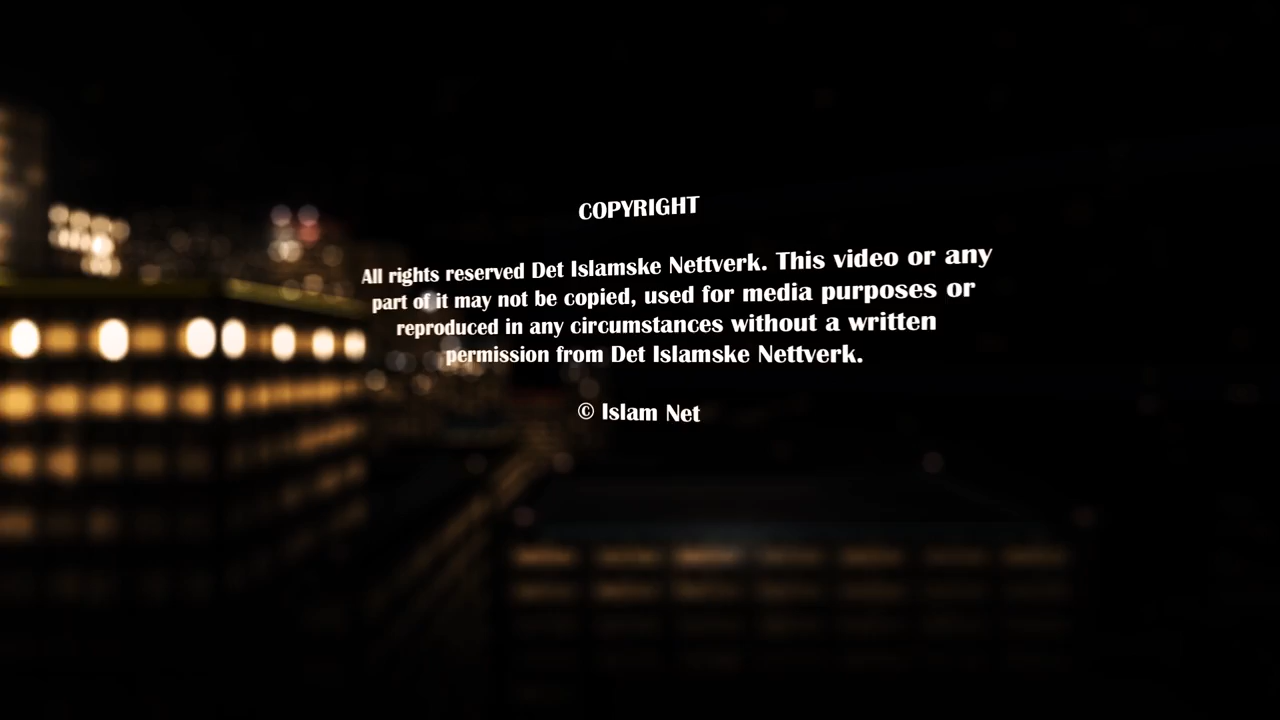 COPYRIGHT
All rights reserved Det Islamske Nettverk. This video or any
part of it may not be copied, used for media purposes or
reproduced in any circumstances without a written
permission from Det Islamske Nettverk.
© Islam Net